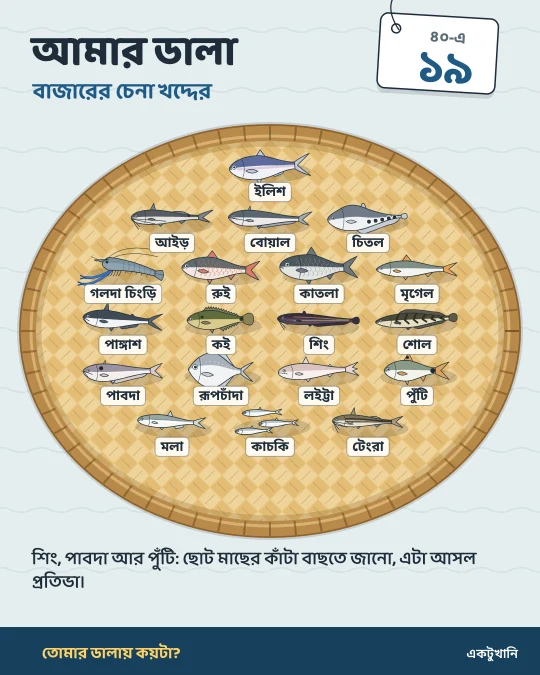 আমার ডালা
বাজারের চেনা খদ্দের
৪০-এ
১৯
ইলিশ
আইড় বোয়াল চিতল
গলদা চিংড়ি রুই কাতলা মৃগেল
পাঙ্গাশ কই শিং শোল
পাবদা রূপচাঁদা লইট্টা পুঁটি
মলা কাচকি টেংরা
শিং, পাবদা আর পুঁটি: ছোট মাছের কাঁটা বাছতে জানো, এটা আসল
প্রতিভা।
তোমার ডালায় কয়টা?
একটুখানি